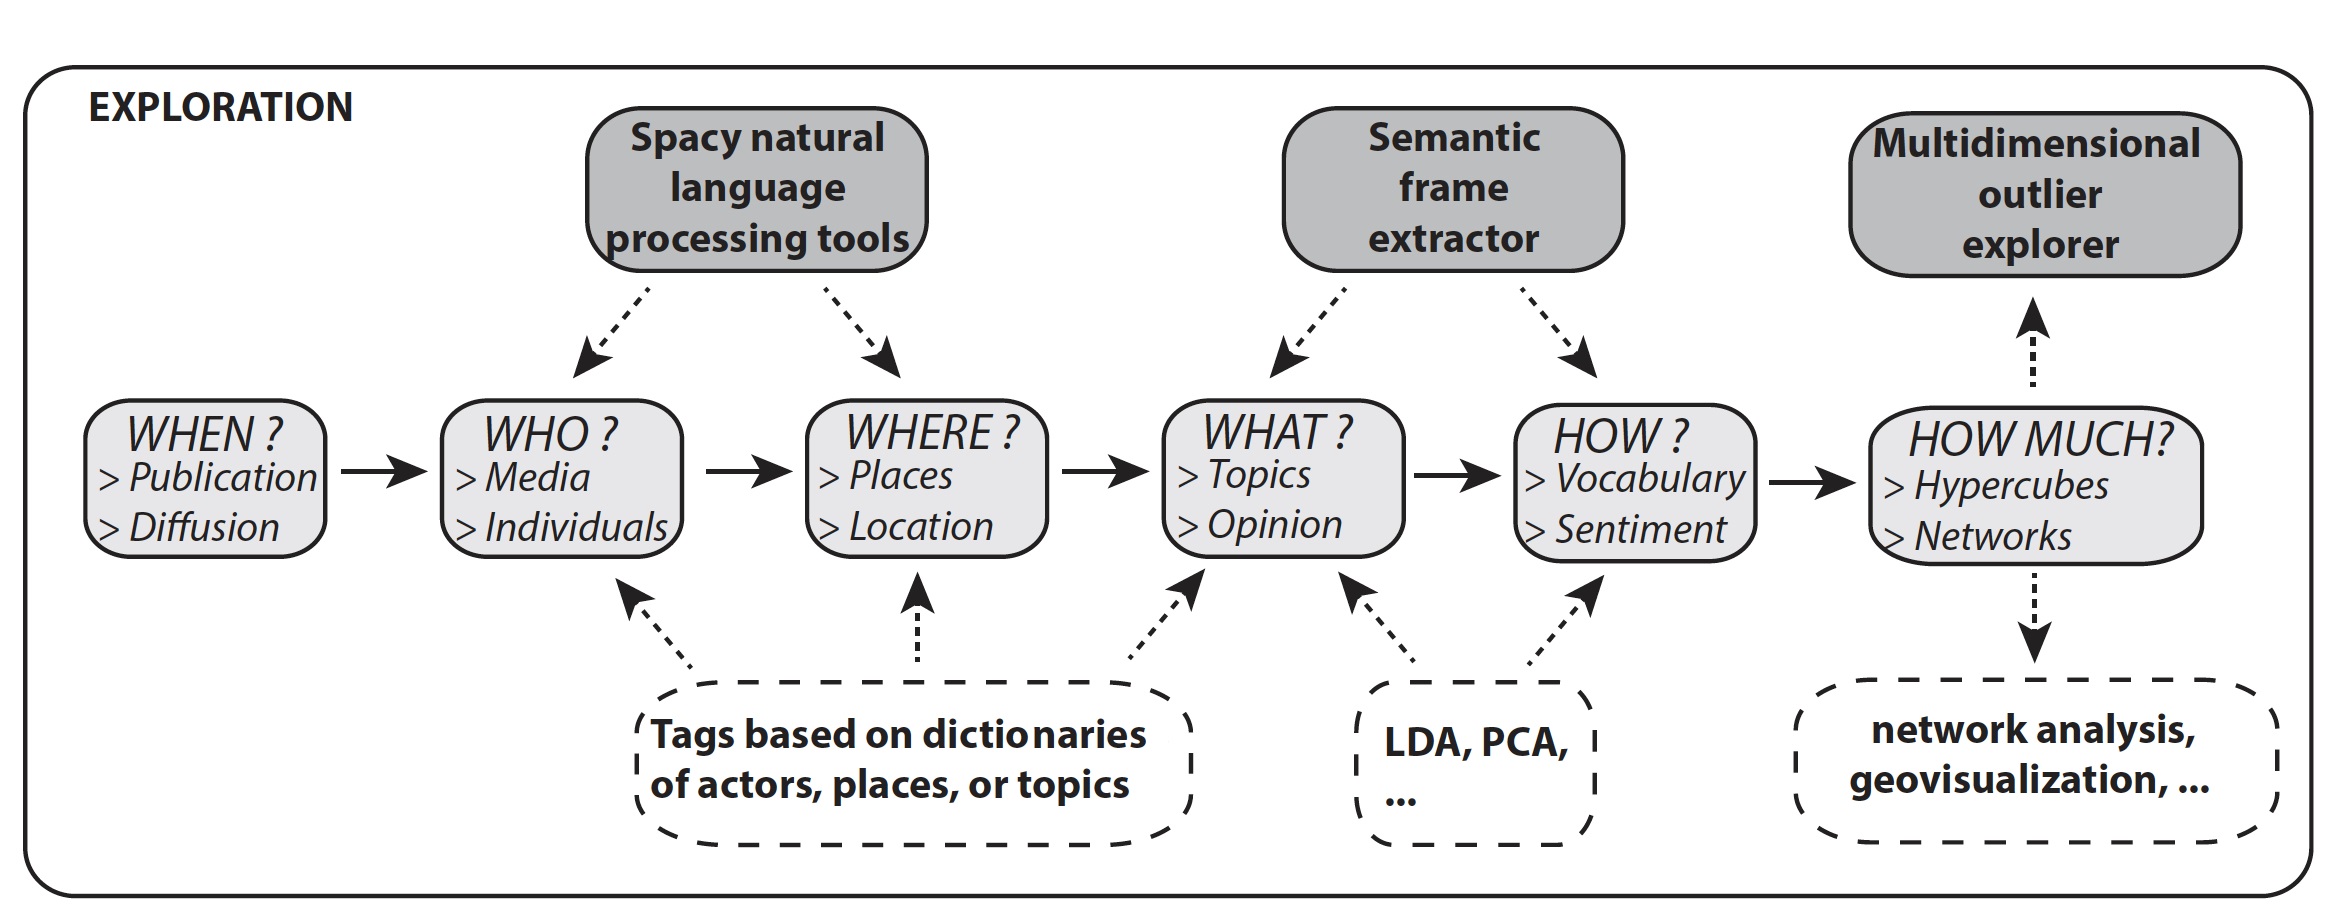 EXPLORATION
Spacy natural
language
processing tools
Semantic
frame
extractor
Multidimensional
outlier
explorer
WHEN ?
> Publication
> Diffusion
WHO ?
> Media
> Individuals
WHERE ?
> Places
> Location
WHAT ?
> Topics
> Opinion
HOW ?
> Vocabulary
> Sentiment
HOW MUCH?
> Hypercubes
> Networks
Tags based on dictionaries
of actors, places, or topics
LDA, PCA,
...
network analysis,
geovisualization, ...